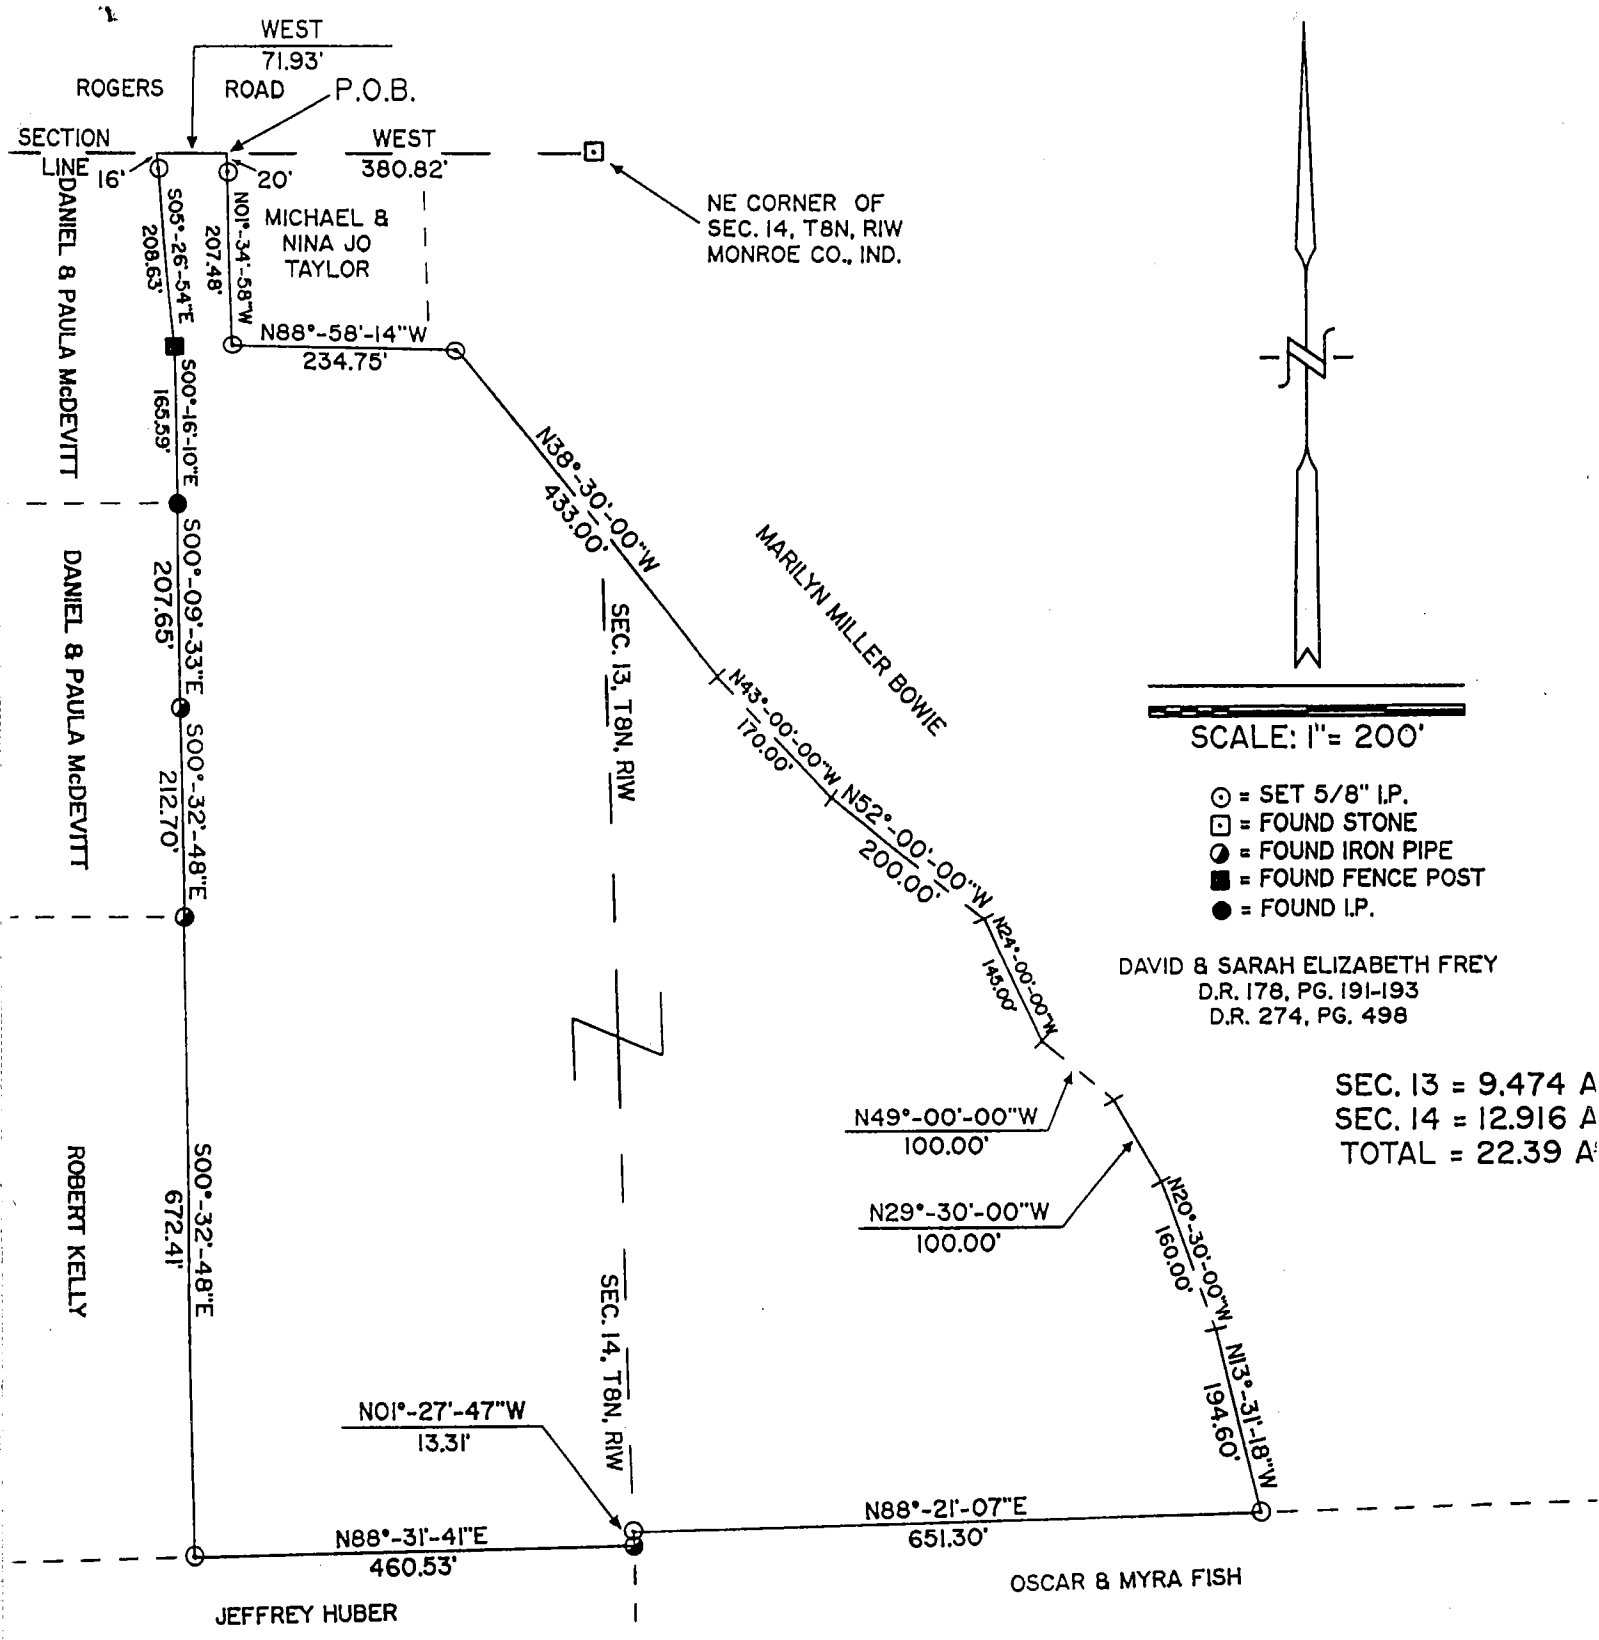 WEST
71.93'
ROGERS ROAD
P.O.B.
SECTION
LINE
16'
20'
WEST
380.82'
NE CORNER OF
SEC. 14, T8N, R1W
MONROE CO., IND.
DANIEL & PAULA McDEVITT
S05°-26'-54"E
208.63'
N01°-34'-58"W
207.48'
MICHAEL &
NINA JO
TAYLOR
N88°-58'-14"W
234.75'
S00°-16'-10"E
165.59'
N38°-30'-00"W
433.00'
DANIEL & PAULA McDEVITT
S00°-09'-33"E
207.65'
SEC. 13, T8N, R1W
MARILYN MILLER BOWIE
N43°-00'-00"W
170.00'
S00°-32'-48"E
212.70'
N52°-00'-00"W
200.00'
SCALE: 1"= 200'
= SET 5/8" I.P.
= FOUND STONE
= FOUND IRON PIPE
= FOUND FENCE POST
= FOUND I.P.
N24°-00'-00"W
145.00'
DAVID & SARAH ELIZABETH FREY
D.R. 178, PG. 191-193
D.R. 274, PG. 498
SEC. 13 = 9.474 A
SEC. 14 = 12.916 A
TOTAL = 22.39 A
N49°-00'-00"W
100.00'
N29°-30'-00"W
100.00'
ROBERT KELLY
S00°-32'-48"E
672.41'
N20°-30'-00"W
160.00'
SEC. 14, T8N, R1W
N13°-31'-18"W
194.60'
N01°-27'-47"W
13.31'
N88°-21'-07"E
651.30'
N88°-31'-41"E
460.53'
OSCAR & MYRA FISH
JEFFREY HUBER